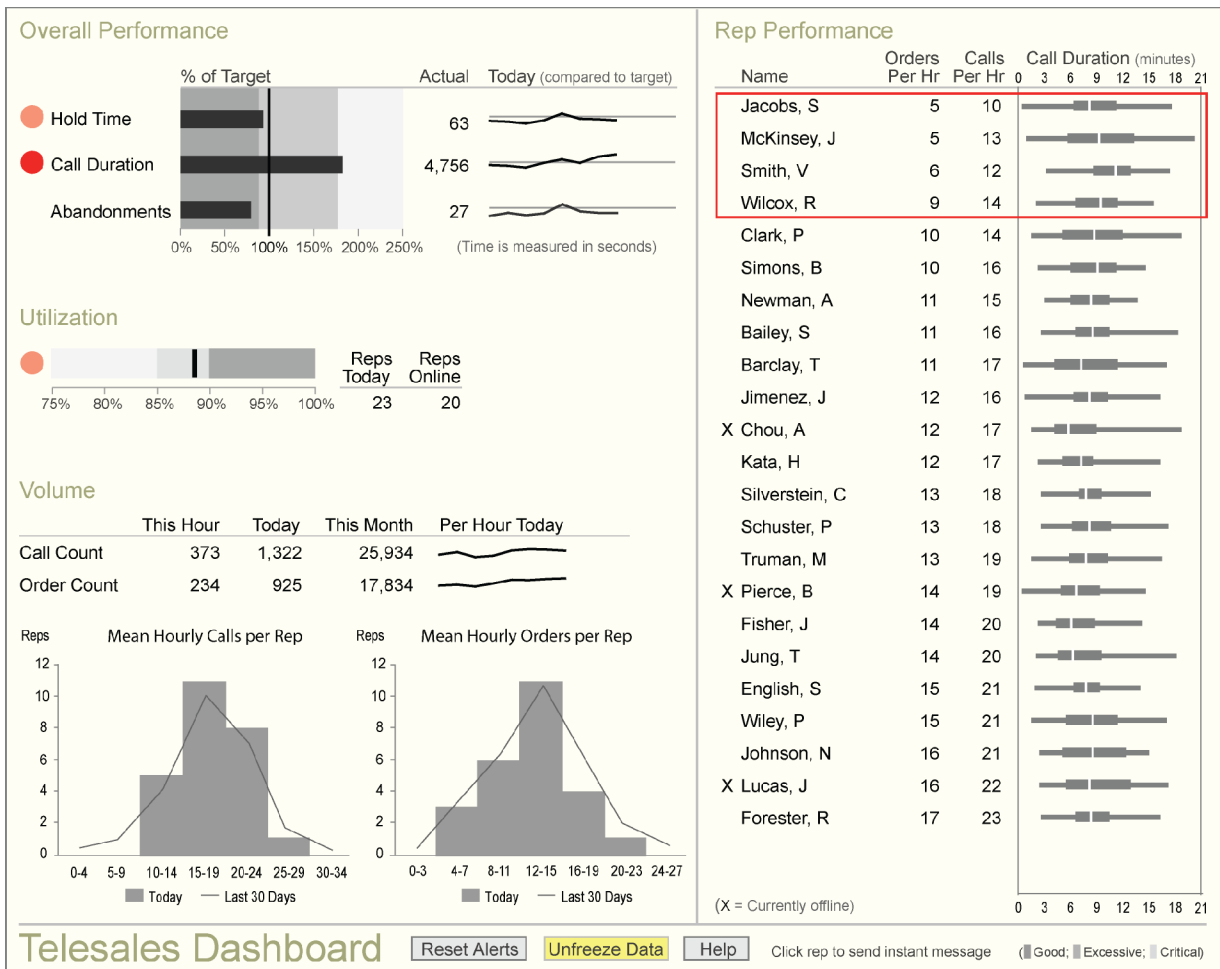 Overall Performance
% of Target Actual Today (compared to target)
Hold Time 63
Call Duration 4,756
Abandonments 27
0% 50% 100% 150% 200% 250% (Time is measured in seconds)
Utilization
Reps Today Reps Online
75% 80% 85% 90% 95% 100% 23 20
Volume
This Hour Today This Month Per Hour Today
Call Count 373 1,322 25,934
Order Count 234 925 17,834
Reps Mean Hourly Calls per Rep
12
10
8
6
4
2
0
0-4 5-9 10-14 15-19 20-24 25-29 30-34
Today Last 30 Days
Reps Mean Hourly Orders per Rep
12
10
8
6
4
2
0
0-3 4-7 8-11 12-15 16-19 20-23 24-27
Today Last 30 Days
Rep Performance
Name Orders Per Hr Calls Per Hr Call Duration (minutes)
0 3 6 9 12 15 18 21
Jacobs, S 5 10
McKinsey, J 5 13
Smith, V 6 12
Wilcox, R 9 14
Clark, P 10 14
Simons, B 10 16
Newman, A 11 15
Bailey, S 11 16
Barclay, T 11 17
Jimenez, J 12 16
X Chou, A 12 17
Kata, H 12 17
Silverstein, C 13 18
Schuster, P 13 18
Truman, M 13 19
X Pierce, B 14 19
Fisher, J 14 20
Jung, T 14 20
English, S 15 21
Wiley, P 15 21
Johnson, N 16 21
X Lucas, J 16 22
Forester, R 17 23
(X = Currently offline) 0 3 6 9 12 15 18 21
Telesales Dashboard Reset Alerts Unfreeze Data Help Click rep to send instant message (Good; Excessive; Critical)